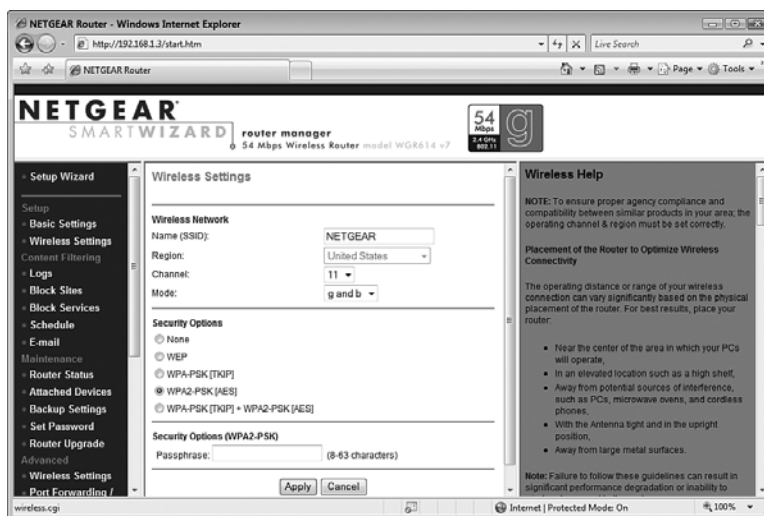 NETGEAR Router - Windows Internet Explorer
http://192.168.1.3/start.htm
Live Search
NETGEAR Router
Page
Tools
NETGEAR
SMARTWIZARD
router manager
54 Mbps Wireless Router model WGR614 v7
54
Mbps
2.4 GHz
802.11
g
Setup Wizard
Setup
Basic Settings
Wireless Settings
Content Filtering
Logs
Block Sites
Block Services
Schedule
E-mail
Maintenance
Router Status
Attached Devices
Backup Settings
Set Password
Router Upgrade
Advanced
Wireless Settings
Port Forwarding /
Wireless Settings
Wireless Network
Name (SSID): NETGEAR
Region: United States
Channel: 11
Mode: g and b
Security Options
None
WEP
WPA-PSK [TKIP]
WPA2-PSK [AES]
WPA-PSK [TKIP] + WPA2-PSK [AES]
Security Options (WPA2-PSK)
Passphrase: (8-63 characters)
Apply Cancel
Wireless Help
NOTE: To ensure proper agency compliance and
compatibility between similar products in your area; the
operating channel & region must be set correctly.
Placement of the Router to Optimize Wireless
Connectivity
The operating distance or range of your wireless
connection can vary significantly based on the physical
placement of the router. For best results, place your
router:
Near the center of the area in which your PCs
will operate,
In an elevated location such as a high shelf,
Away from potential sources of interference,
such as PCs, microwave ovens, and cordless
phones,
With the Antenna tight and in the upright
position,
Away from large metal surfaces.
Note: Failure to follow these guidelines can result in
significant performance degradation or inability to
wireless.cgi
Internet | Protected Mode: On
100%